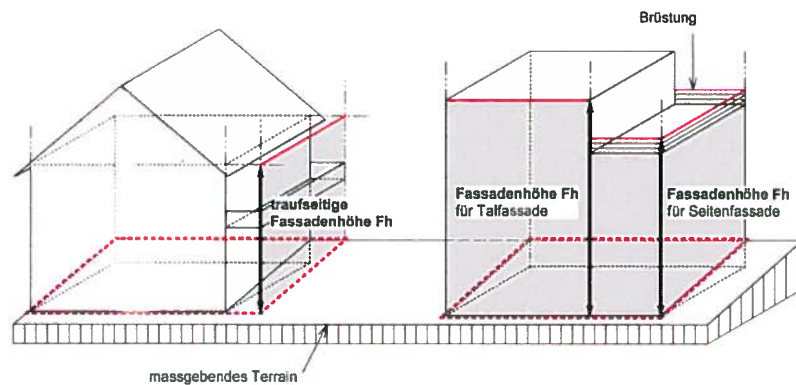 Brüstung
traufseitige
Fassadenhöhe Fh
Fassadenhöhe Fh
für Talfassade
Fassadenhöhe Fh
für Seitenfassade
massgebendes Terrain